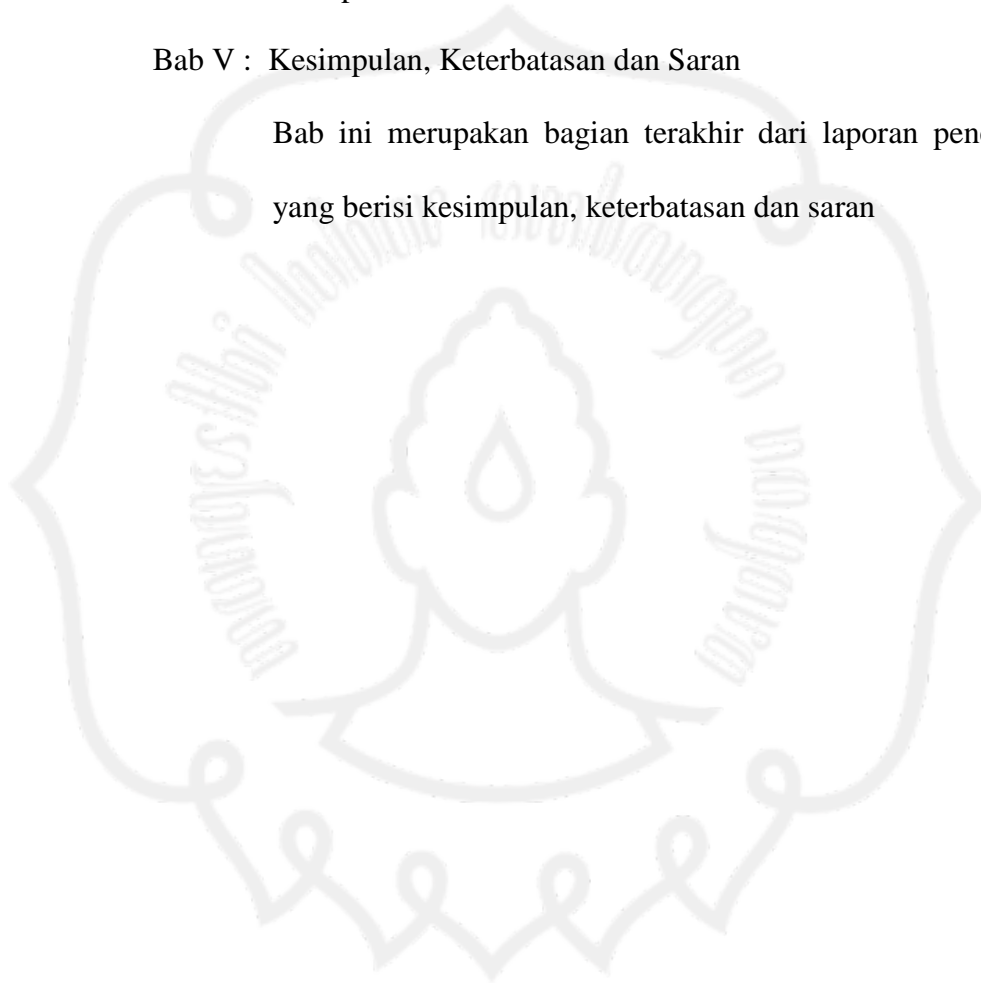 Bab V : Kesimpulan, Keterbatasan dan Saran
Bab ini merupakan bagian terakhir dari laporan
yang berisi kesimpulan, keterbatasan dan saran